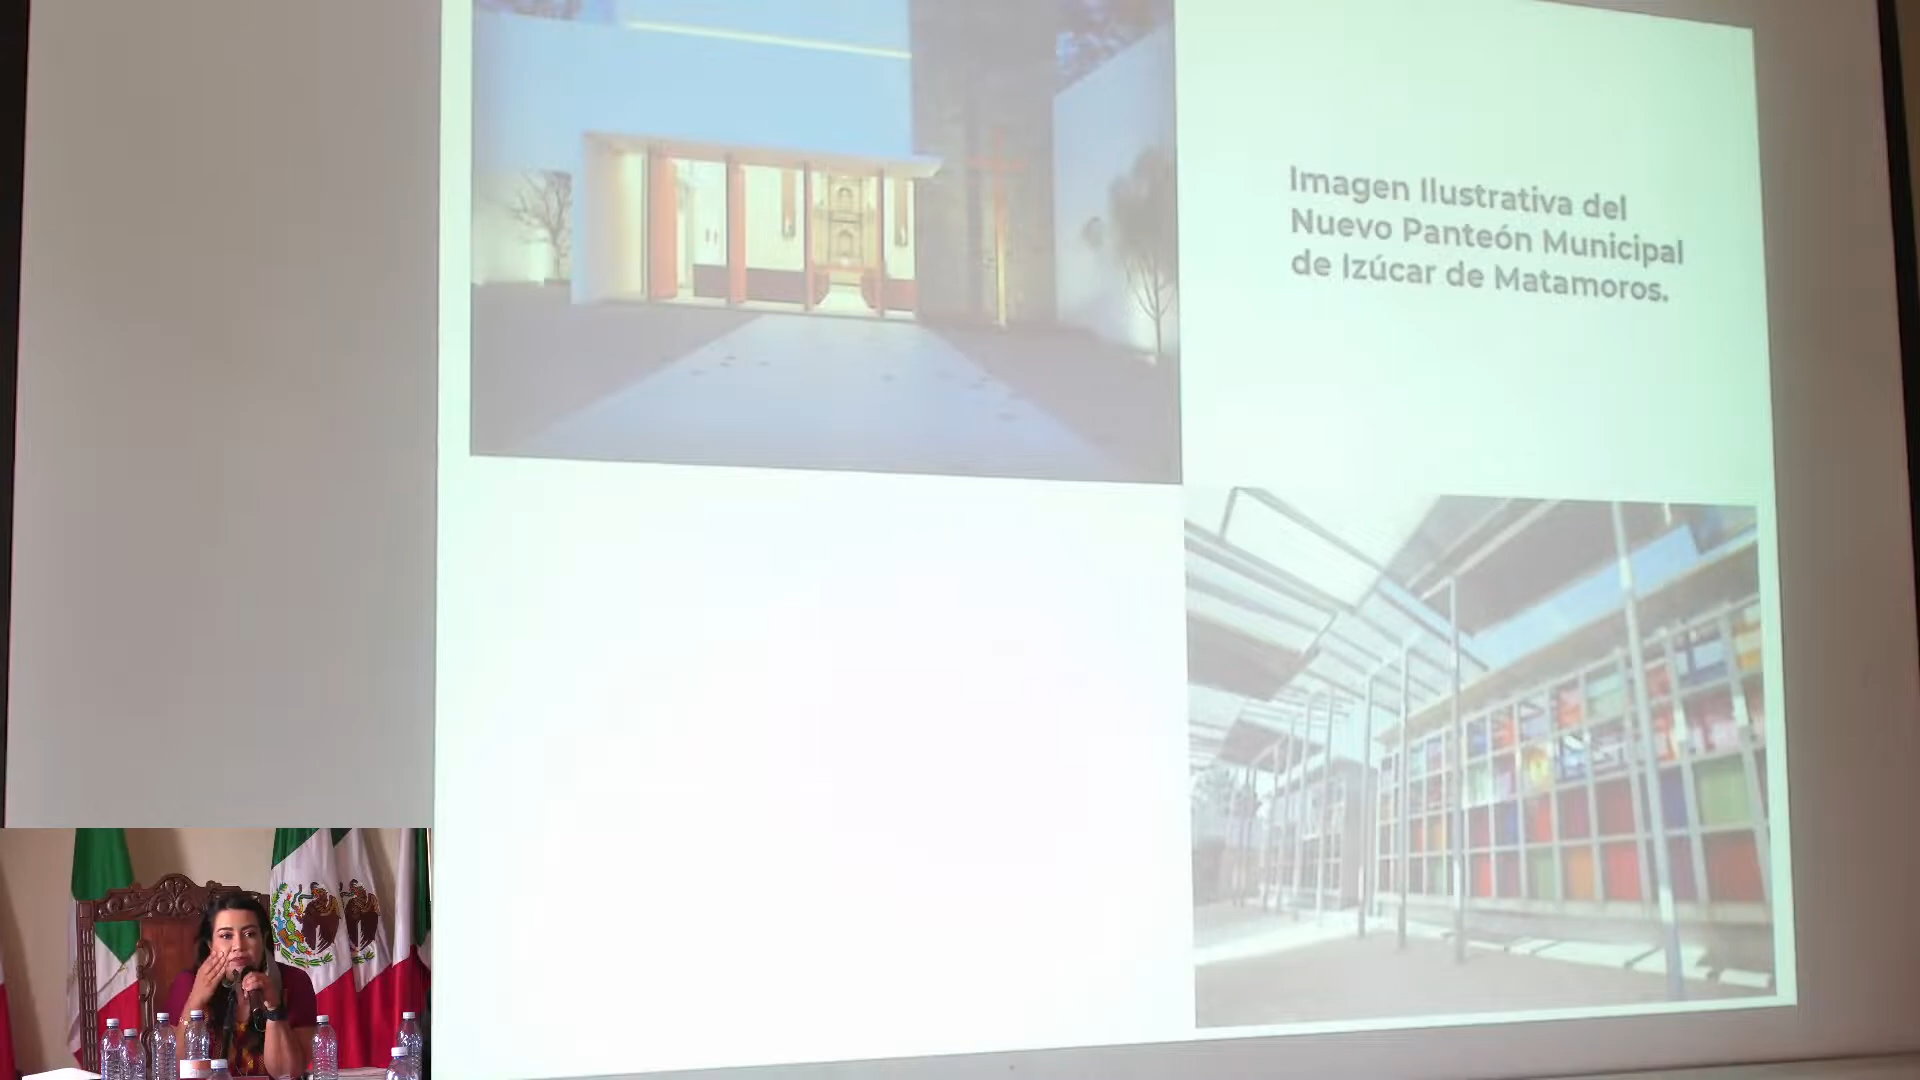 Imagen Ilustrativa del
Nuevo Panteón Municipal
de Izúcar de Matamoros.